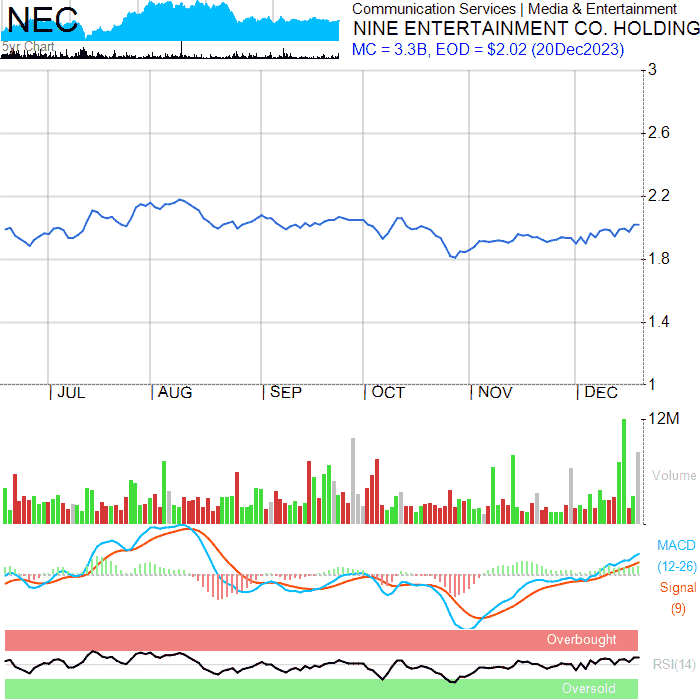 NEC
5yr Chart
Communication Services | Media & Entertainment
NINE ENTERTAINMENT CO. HOLDING
MC = 3.3B, EOD = $2.02 (20Dec2023)
3
2.6
2.2
1.8
1.4
1
JUL
AUG
SEP
OCT
NOV
DEC
12M
Volume
MACD
(12-26)
Signal
(9)
Overbought
RSI(14)
Oversold